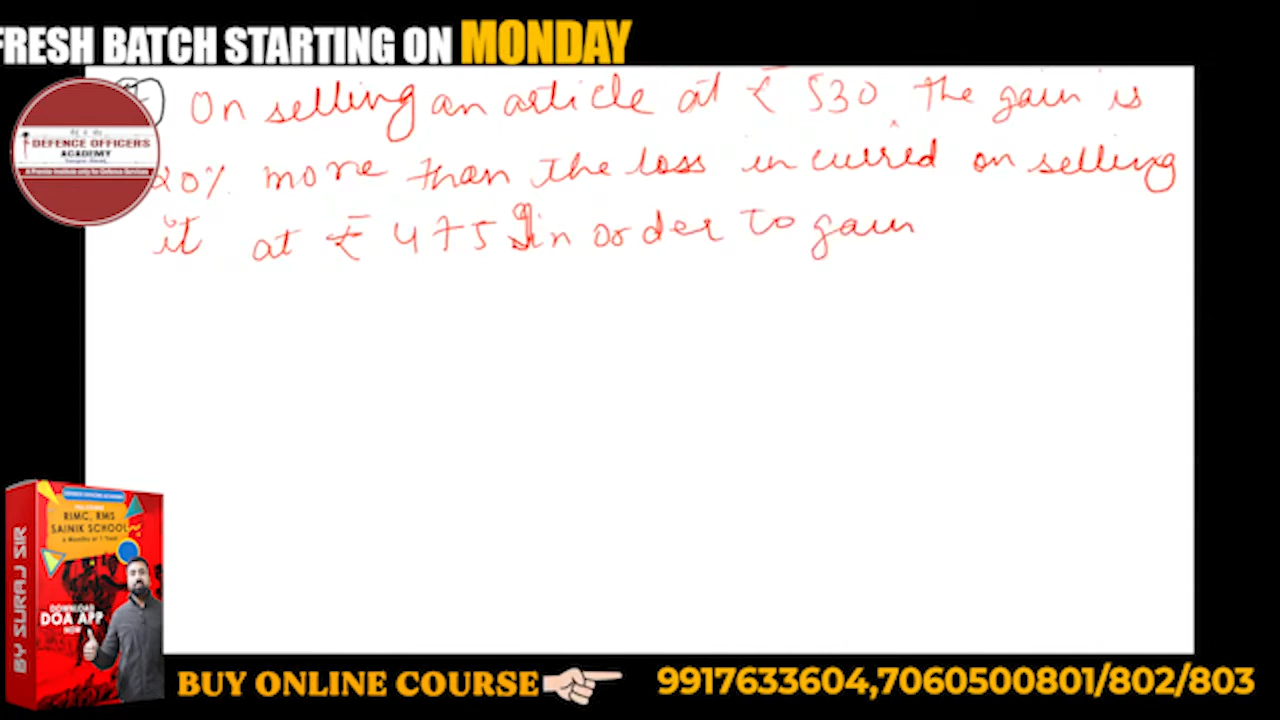 FRESH BATCH STARTING ON MONDAY
On selling an article at ₹ 530 the gain is
20% more than the loss incurred on selling
it at ₹ 475 in order to gain
DEFENCE OFFICERS
ACADEMY
RIMC, RMS
SAINIK SCHOOL
DOWNLOAD
DOA APP
NOW
BY SURAJ SIR
BUY ONLINE COURSE
9917633604,7060500801/802/803